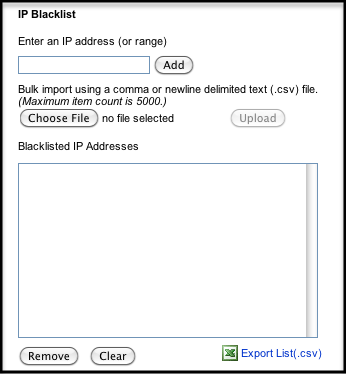 IP Blacklist
Enter an IP address (or range)
Add
Bulk import using a comma or newline delimited text (.csv) file.
(Maximum item count is 5000.)
Choose File no file selected Upload
Blacklisted IP Addresses
Remove Clear Export List(.csv)